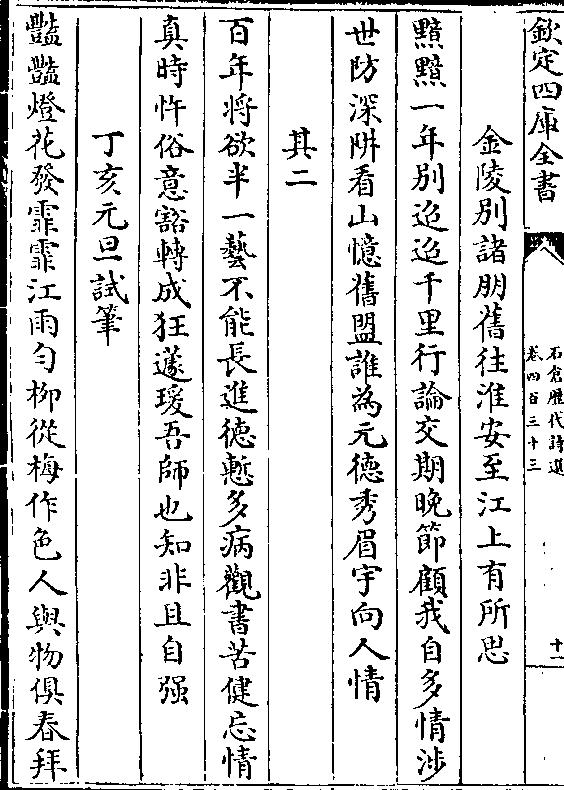 欽定四庫全書
石倉歷代詩選
卷四百三十三
十一
金陵別諸朋舊往淮安至江上有所思
黯黯一年別迢迢千里行論交期晚節顧我自多情涉
世防深阱看山憶舊盟誰為元德秀眉宇向人情
其二
百年將欲半一藝不能長進德慙多病觀書苦健忘情
真時忤俗意豁轉成狂蘧瑗吾師也知非且自强
丁亥元旦試筆
豔豔燈花發霏霏江雨勻栁從梅作色人與物俱春拜